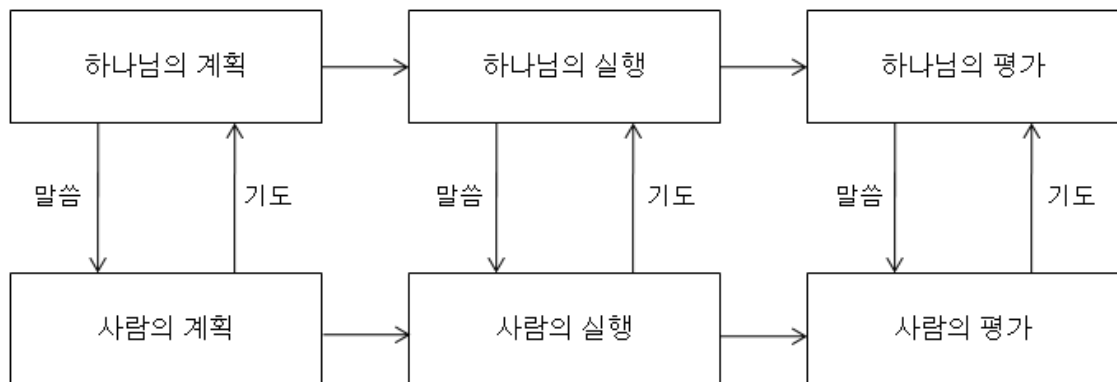 하나님의 계획
하나님의 실행
하나님의 평가
말씀
기도
말씀
기도
말씀
기도
사람의 계획
사람의 실행
사람의 평가